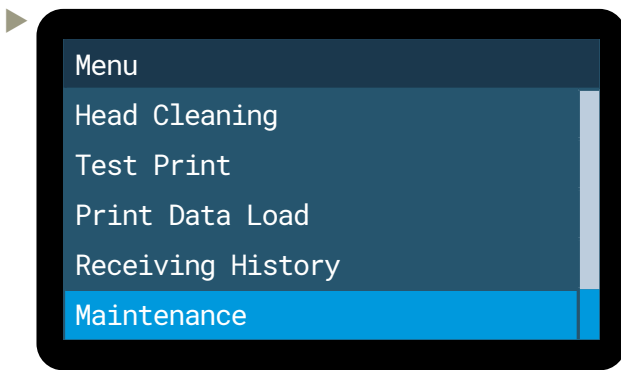 Menu
Head Cleaning
Test Print
Print Data Load
Receiving History
Maintenance